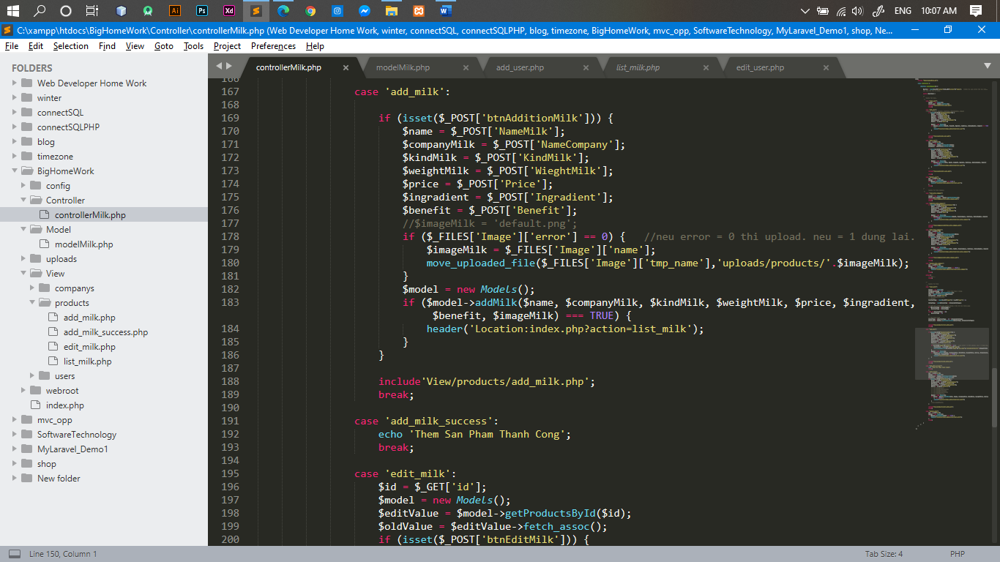 ENG 10:07 AM
C:\xampp\htdocs\BigHomeWork\Controller\controllerMilk.php (Web Developer Home Work, winter, connectSQL, connectSQLPHP, blog, timezone, BigHomeWork, mvc_opp, SoftwareTechnology, MyLaravel_Demo1, shop, Ne...
File Edit Selection Find View Goto Tools Project Preferences Help
FOLDERS
Web Developer Home Work
winter
connectSQL
connectSQLPHP
blog
timezone
BigHomeWork
config
Controller
controllerMilk.php
Model
modelMilk.php
uploads
View
companys
products
add_milk.php
add_milk_success.php
edit_milk.php
list_milk.php
users
webroot
index.php
mvc_opp
SoftwareTechnology
MyLaravel_Demo1
shop
New folder
controllerMilk.php modelMilk.php add_user.php list_milk.php edit_user.php
166
167 case 'add_milk':
168
169 if (isset($_POST['btnAdditionMilk'])) {
170 $name = $_POST['NameMilk'];
171 $companyMilk = $_POST['NameCompany'];
172 $kindMilk = $_POST['KindMilk'];
173 $weightMilk = $_POST['WieghtMilk'];
174 $price = $_POST['Price'];
175 $ingradient = $_POST['Ingradient'];
176 $benefit = $_POST['Benefit'];
177 //$imageMilk = 'default.png';
178 if ($_FILES['Image']['error'] == 0) { //neu error = 0 thi upload. neu = 1 dung lai.
179 $imageMilk = $_FILES['Image']['name'];
180 move_uploaded_file($_FILES['Image']['tmp_name'],'uploads/products/'.$imageMilk);
181 }
182 $model = new Models();
183 if ($model->addMilk($name, $companyMilk, $kindMilk, $weightMilk, $price, $ingradient,
$benefit, $imageMilk) === TRUE) {
184 header('Location:index.php?action=list_milk');
185 }
186 }
187
188 include'View/products/add_milk.php';
189 break;
190
191 case 'add_milk_success':
192 echo 'Them San Pham Thanh Cong';
193 break;
194
195 case 'edit_milk':
196 $id = $_GET['id'];
197 $model = new Models();
198 $editValue = $model->getProductsById($id);
199 $oldValue = $editValue->fetch_assoc();
200 if (isset($_POST['btnEditMilk'])) {
Line 150, Column 1 Tab Size: 4 PHP